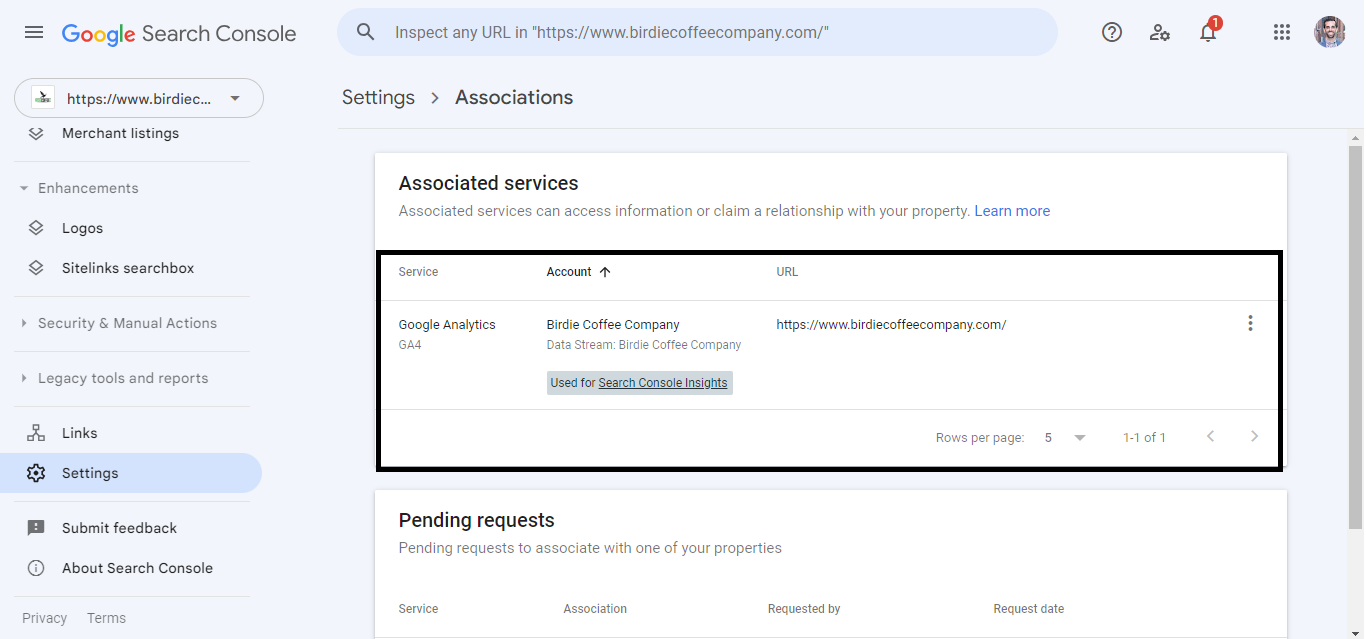 Google Search Console
Inspect any URL in "https://www.birdiecoffeecompany.com/"
1
https://www.birdiec...
Merchant listings
Enhancements
Logos
Sitelinks searchbox
Security & Manual Actions
Legacy tools and reports
Links
Settings
Submit feedback
About Search Console
Privacy Terms
Settings > Associations
Associated services
Associated services can access information or claim a relationship with your property. Learn more
Service Account URL
Google Analytics Birdie Coffee Company https://www.birdiecoffeecompany.com/
GA4 Data Stream: Birdie Coffee Company
Used for Search Console Insights
Rows per page: 5 1-1 of 1
Pending requests
Pending requests to associate with one of your properties
Service Association Requested by Request date